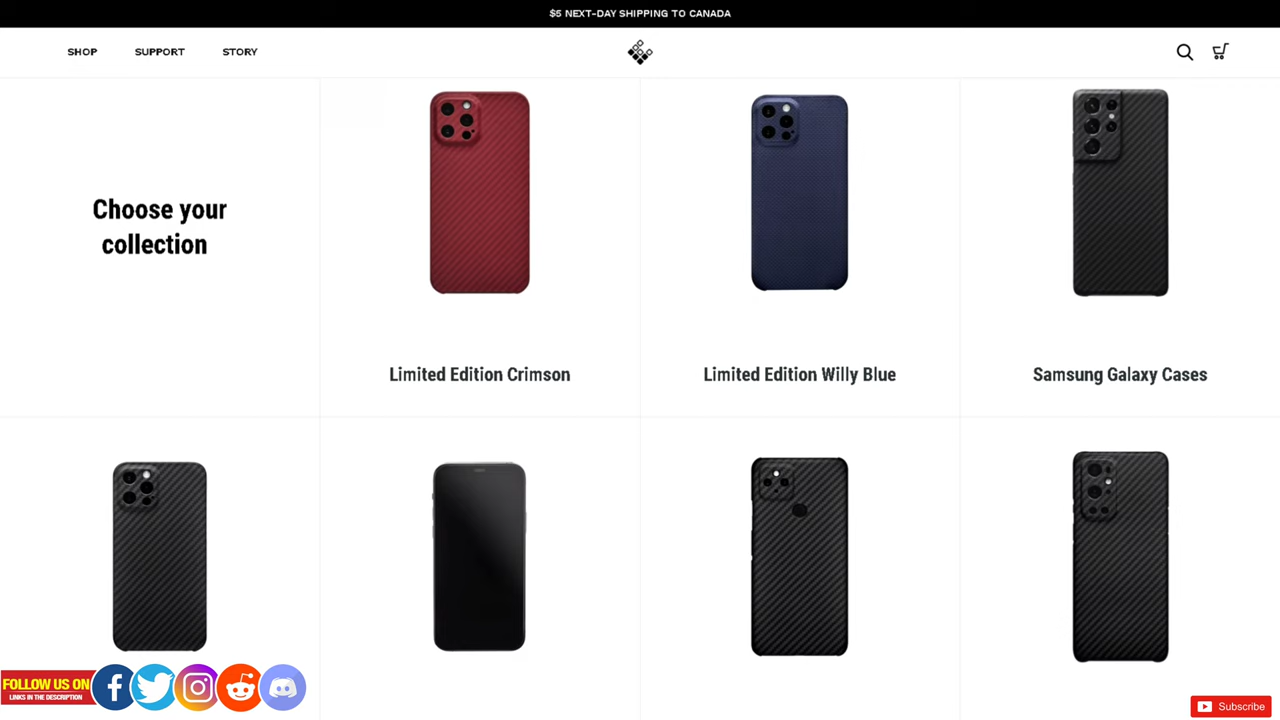 $5 NEXT-DAY SHIPPING TO CANADA
SHOP
SUPPORT
STORY
Choose your
collection
Limited Edition Crimson
Limited Edition Willy Blue
Samsung Galaxy Cases
FOLLOW US ON
LINKS IN THE DESCRIPTION
Subscribe